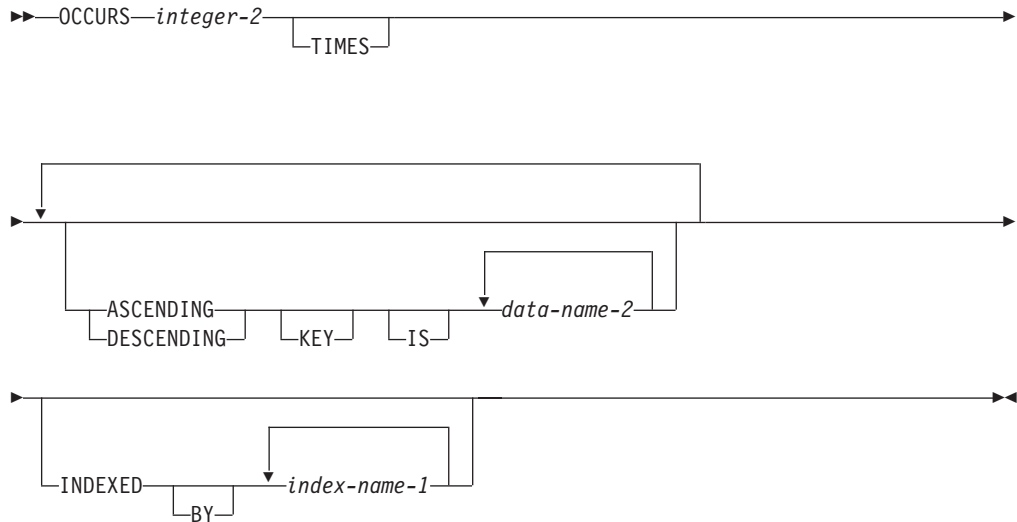 OCCURS integer-2
TIMES
ASCENDING data-name-2
DESCENDING KEY IS
INDEXED index-name-1
BY